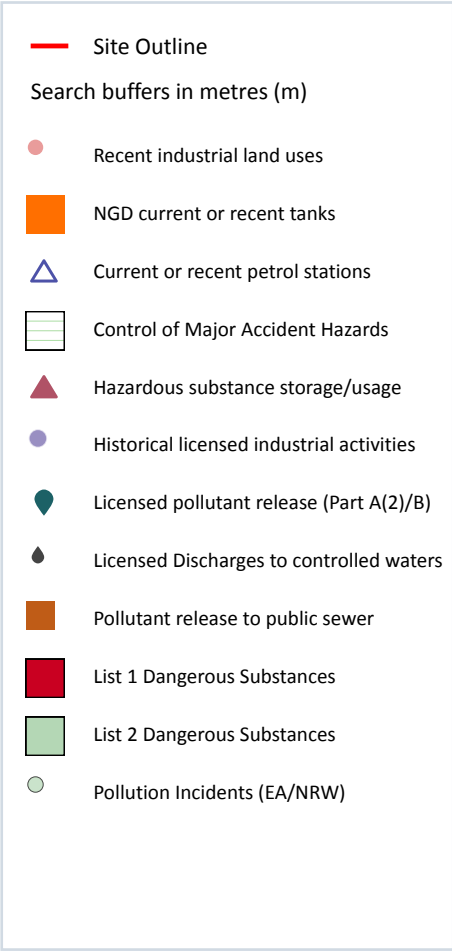 Site Outline
Search buffers in metres (m)
Recent industrial land uses
NGD current or recent tanks
Current or recent petrol stations
Control of Major Accident Hazards
Hazardous substance storage/usage
Historical licensed industrial activities
Licensed pollutant release (Part A(2)/B)
Licensed Discharges to controlled waters
Pollutant release to public sewer
List 1 Dangerous Substances
List 2 Dangerous Substances
Pollution Incidents (EA/NRW)